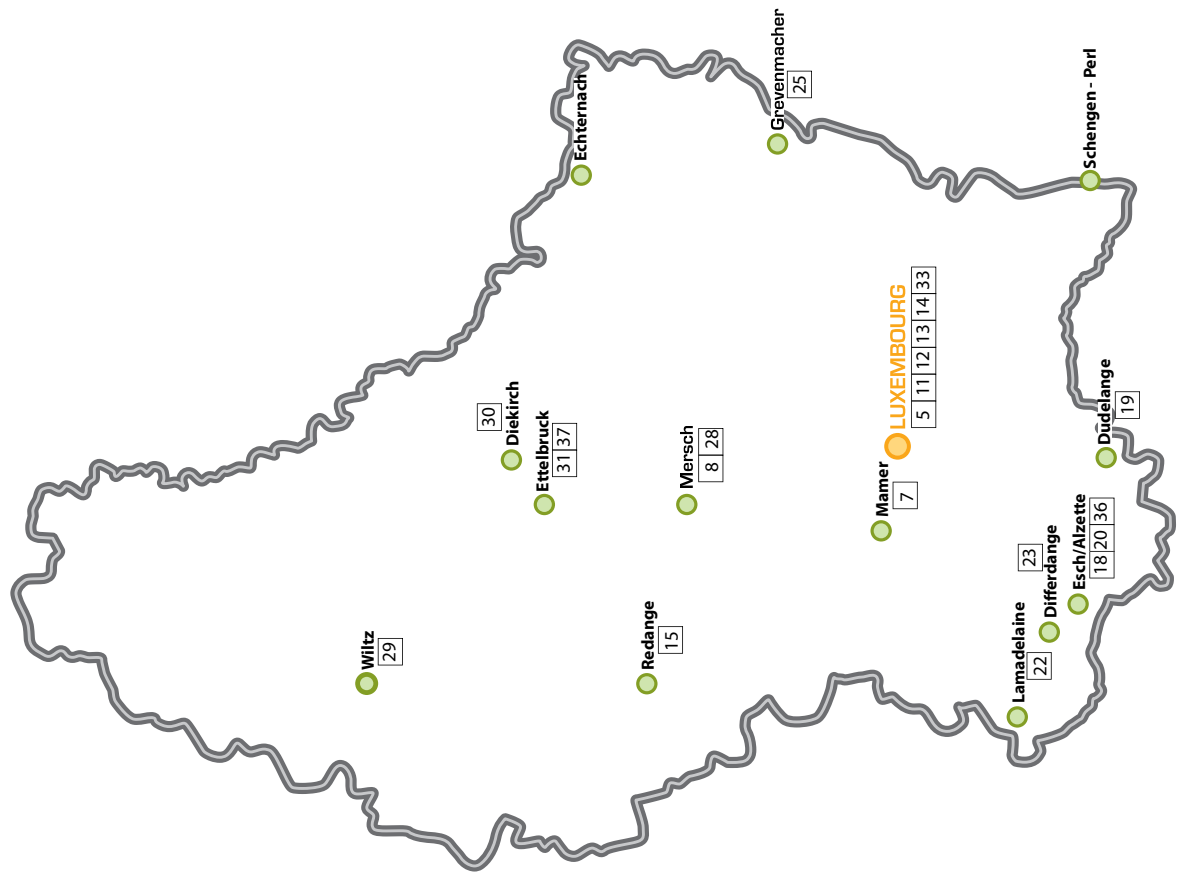 Wiltz
29
30
Diekirch
Ettelbruck
31 37
Echternach
Redange
15
Mersch
8 28
Grevenmacher
25
Mamer
7
LUXEMBOURG
5 11 12 13 14 33
Lamadelaine
22
23
Differdange
Esch/Alzette
18 20 36
Schengen - Perl
Dudelange
19